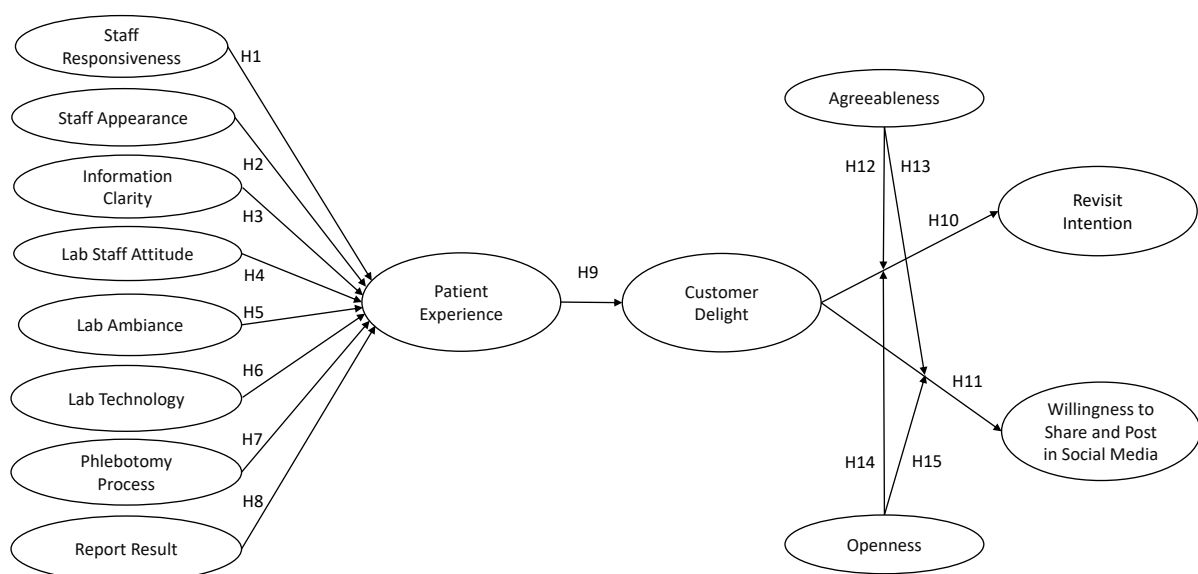 Staff
Responsiveness
H1
Staff Appearance
H2
Information
Clarity
H3
Lab Staff Attitude
H4
Lab Ambiance
H5
Lab Technology
H6
Phlebotomy
Process
H7
Report Result
H8
Patient
Experience
H9
Customer
Delight
Agreeableness
H12
H13
H10
Revisit
Intention
H11
Willingness to
Share and Post
in Social Media
H14
H15
Openness